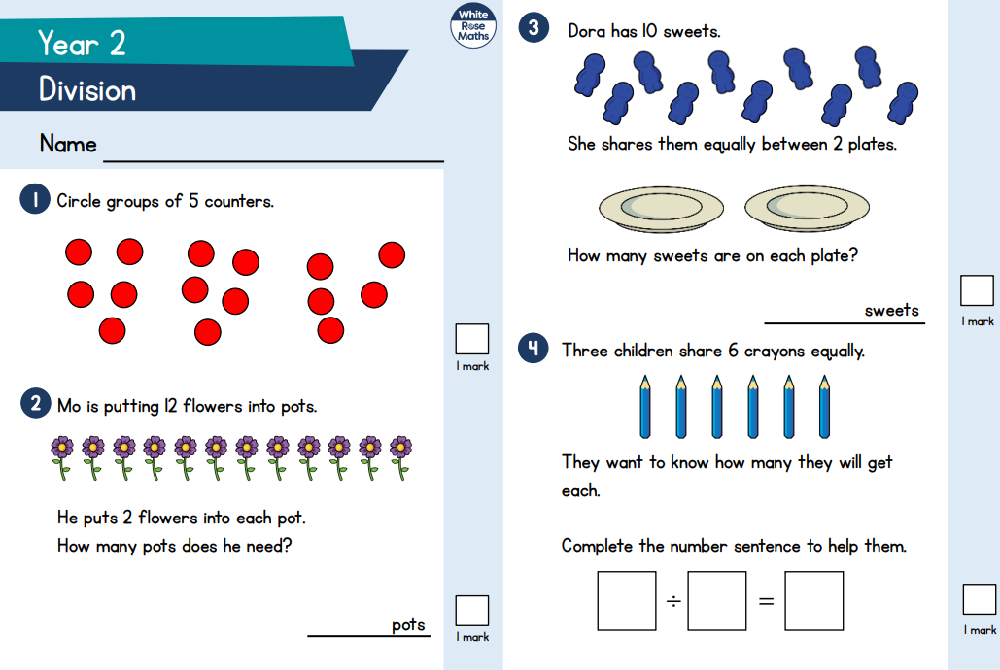 Year 2
Division
White
Rose
Maths
Name
1 Circle groups of 5 counters.
1 mark
2 Mo is putting 12 flowers into pots.
He puts 2 flowers into each pot.
How many pots does he need?
pots
1 mark
3 Dora has 10 sweets.
She shares them equally between 2 plates.
How many sweets are on each plate?
sweets
1 mark
4 Three children share 6 crayons equally.
They want to know how many they will get
each.
Complete the number sentence to help them.
÷ =
1 mark